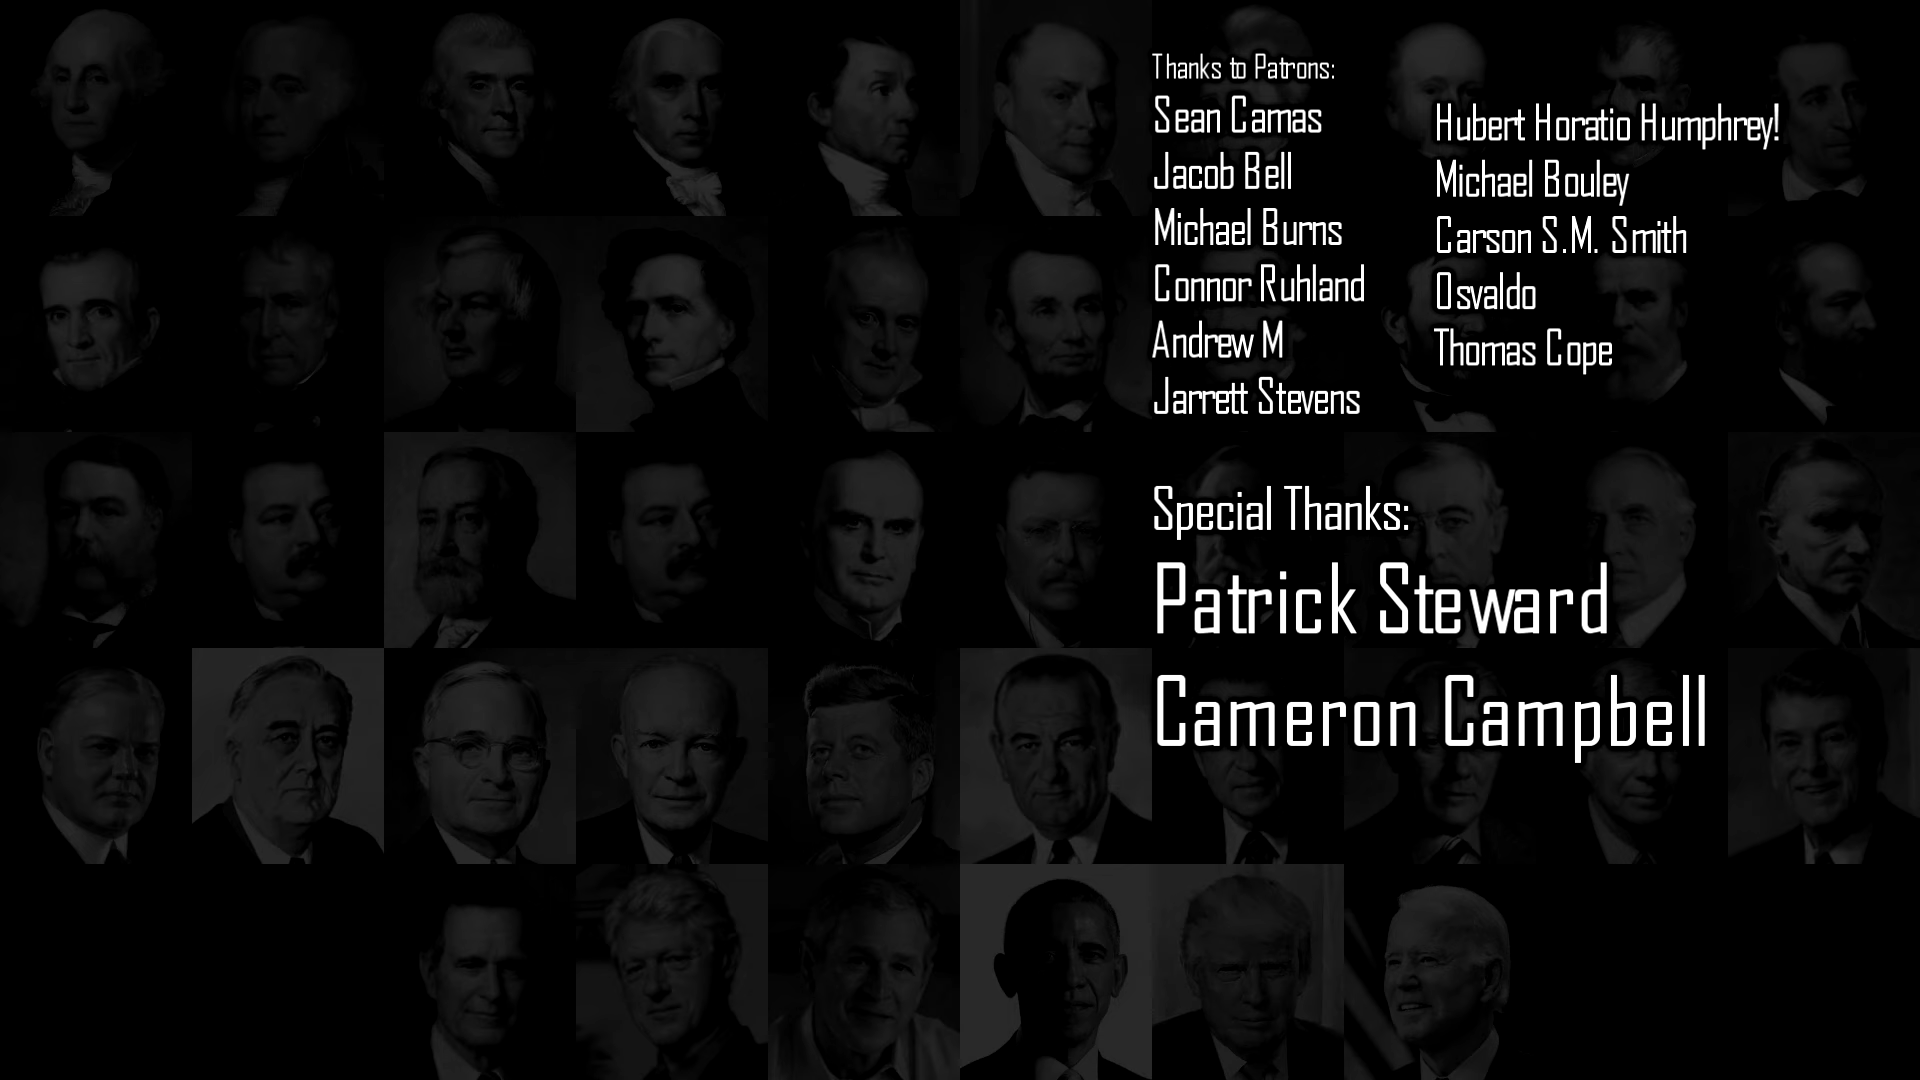 Thanks to Patrons:
Sean Camas
Jacob Bell
Michael Burns
Connor Ruhland
Andrew M
Jarrett Stevens
Hubert Horatio Humphrey!
Michael Bouley
Carson S.M. Smith
Osvaldo
Thomas Cope
Special Thanks:
Patrick Steward
Cameron Campbell